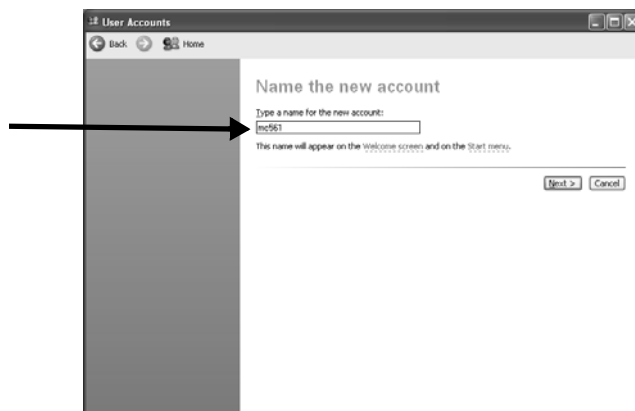 User Accounts
Back Home
Name the new account
Type a name for the new account:
mc561
This name will appear on the Welcome screen and on the Start menu.
Next > Cancel